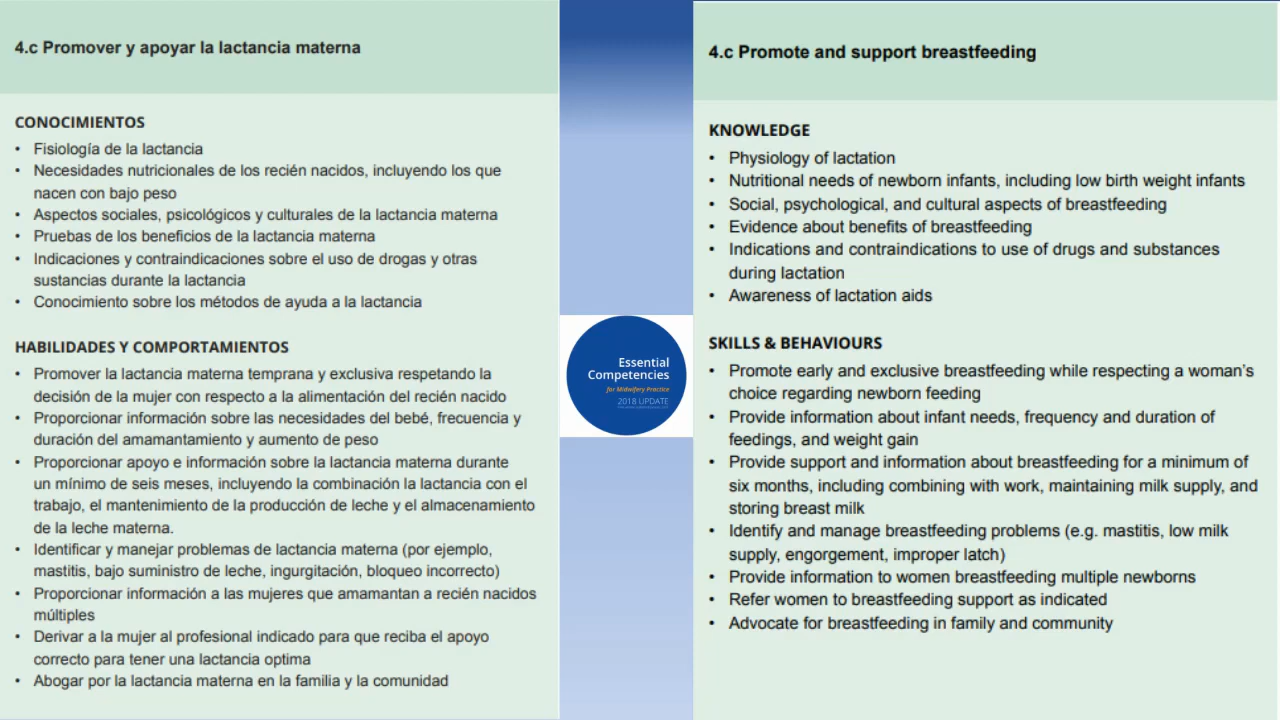 4.c Promover y apoyar la lactancia materna
CONOCIMIENTOS
• Fisiología de la lactancia
• Necesidades nutricionales de los recién nacidos, incluyendo los que
nacen con bajo peso
• Aspectos sociales, psicológicos y culturales de la lactancia materna
• Pruebas de los beneficios de la lactancia materna
• Indicaciones y contraindicaciones sobre el uso de drogas y otras
sustancias durante la lactancia
• Conocimiento sobre los métodos de ayuda a la lactancia
HABILIDADES Y COMPORTAMIENTOS
• Promover la lactancia materna temprana y exclusiva respetando la
decisión de la mujer con respecto a la alimentación del recién nacido
• Proporcionar información sobre las necesidades del bebé, frecuencia y
duración del amamantamiento y aumento de peso
• Proporcionar apoyo e información sobre la lactancia materna durante
un mínimo de seis meses, incluyendo la combinación la lactancia con el
trabajo, el mantenimiento de la producción de leche y el almacenamiento
de la leche materna.
• Identificar y manejar problemas de lactancia materna (por ejemplo,
mastitis, bajo suministro de leche, ingurgitación, bloqueo incorrecto)
• Proporcionar información a las mujeres que amamantan a recién nacidos
múltiples
• Derivar a la mujer al profesional indicado para que reciba el apoyo
correcto para tener una lactancia optima
• Abogar por la lactancia materna en la familia y la comunidad
Essential
Competencies
for Midwifery Practice
2018 UPDATE
4.c Promote and support breastfeeding
KNOWLEDGE
• Physiology of lactation
• Nutritional needs of newborn infants, including low birth weight infants
• Social, psychological, and cultural aspects of breastfeeding
• Evidence about benefits of breastfeeding
• Indications and contraindications to use of drugs and substances
during lactation
• Awareness of lactation aids
SKILLS & BEHAVIOURS
• Promote early and exclusive breastfeeding while respecting a woman's
choice regarding newborn feeding
• Provide information about infant needs, frequency and duration of
feedings, and weight gain
• Provide support and information about breastfeeding for a minimum of
six months, including combining with work, maintaining milk supply, and
storing breast milk
• Identify and manage breastfeeding problems (e.g. mastitis, low milk
supply, engorgement, improper latch)
• Provide information to women breastfeeding multiple newborns
• Refer women to breastfeeding support as indicated
• Advocate for breastfeeding in family and community